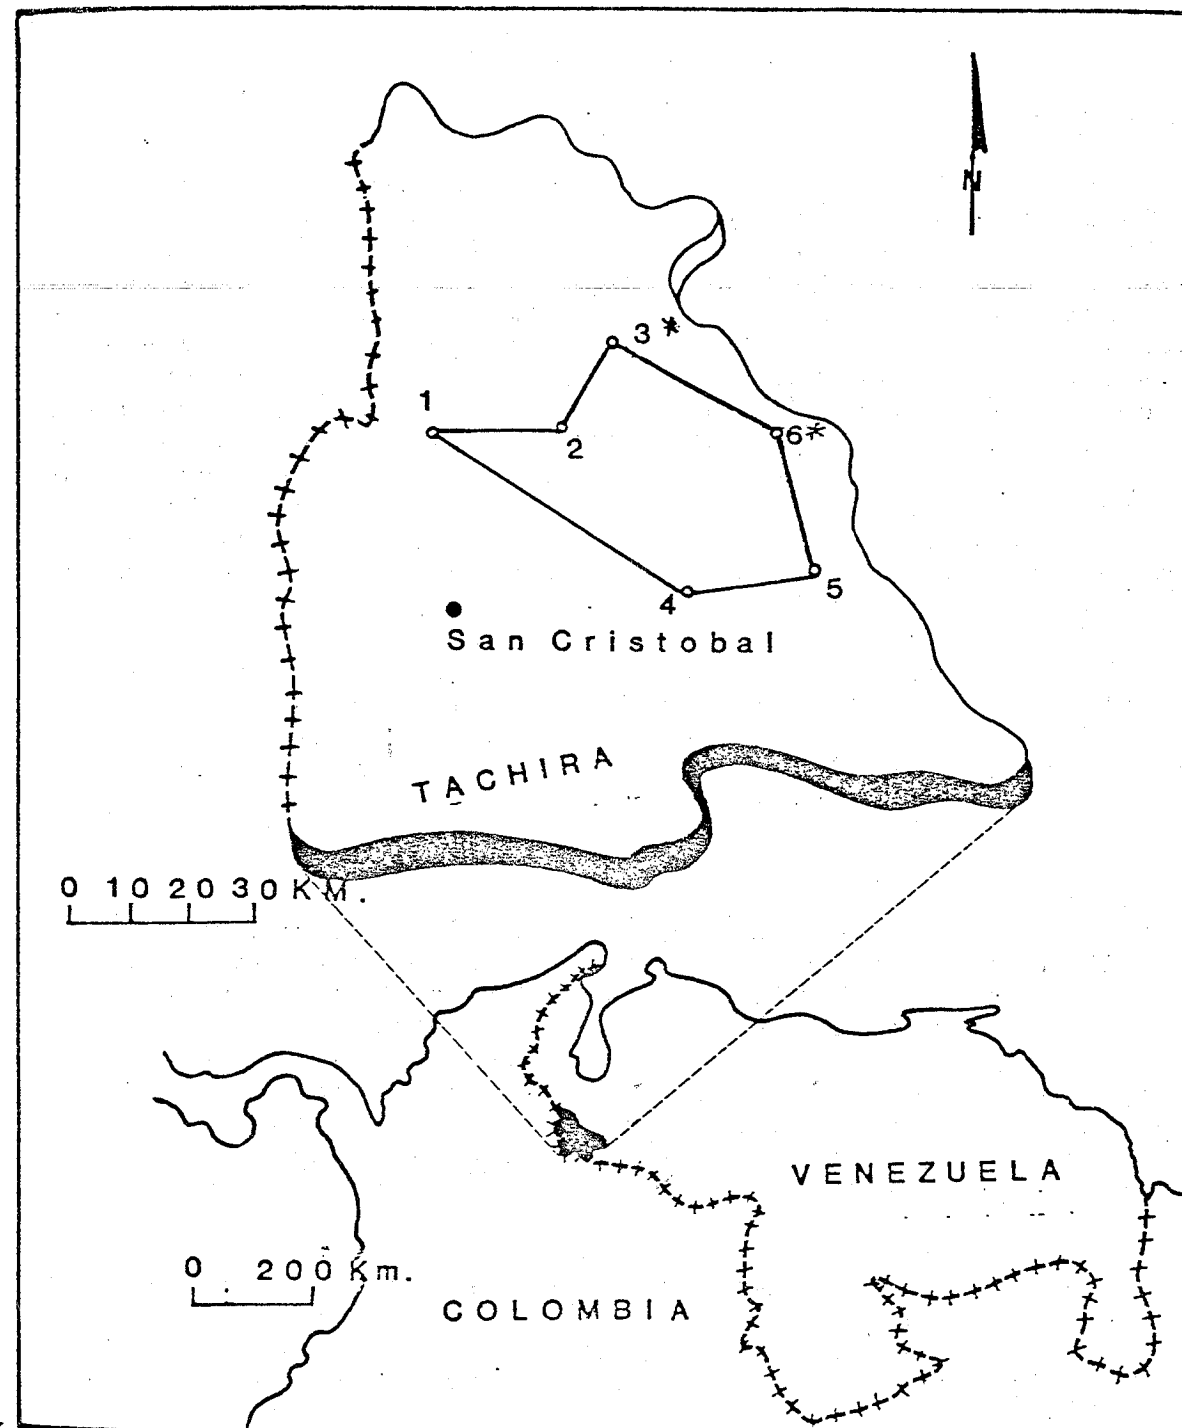 N
3 *
1
2
6*
5
4
San Cristobal
TACHIRA
0 10 20 30 KM.
VENEZUELA
0 200 Km.
COLOMBIA